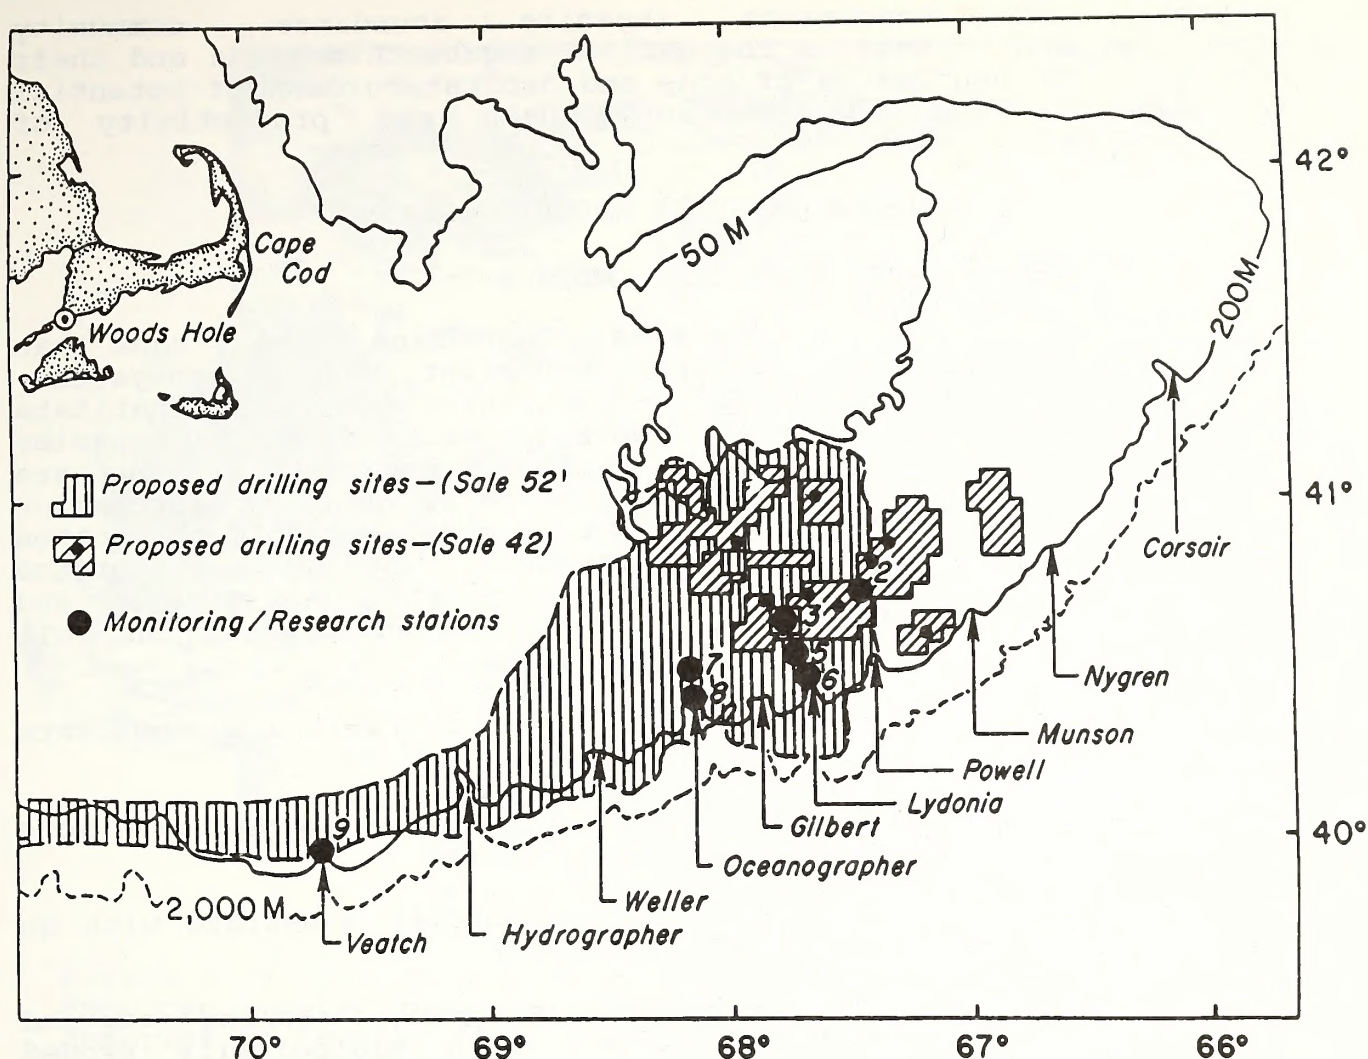 42°
50 M
Cape
Cod
200M
Woods Hole
Proposed drilling sites-(Sale 52'
41°
Proposed drilling sites-(Sale 42)
Corsair
2
3
Monitoring/Research stations
5
7
6
Nygren
8
Munson
Powell
Lydonia
9
Gilbert
40°
Oceanographer
2,000 M
Weller
Hydrographer
Veatch
70°
69°
68°
67°
66°